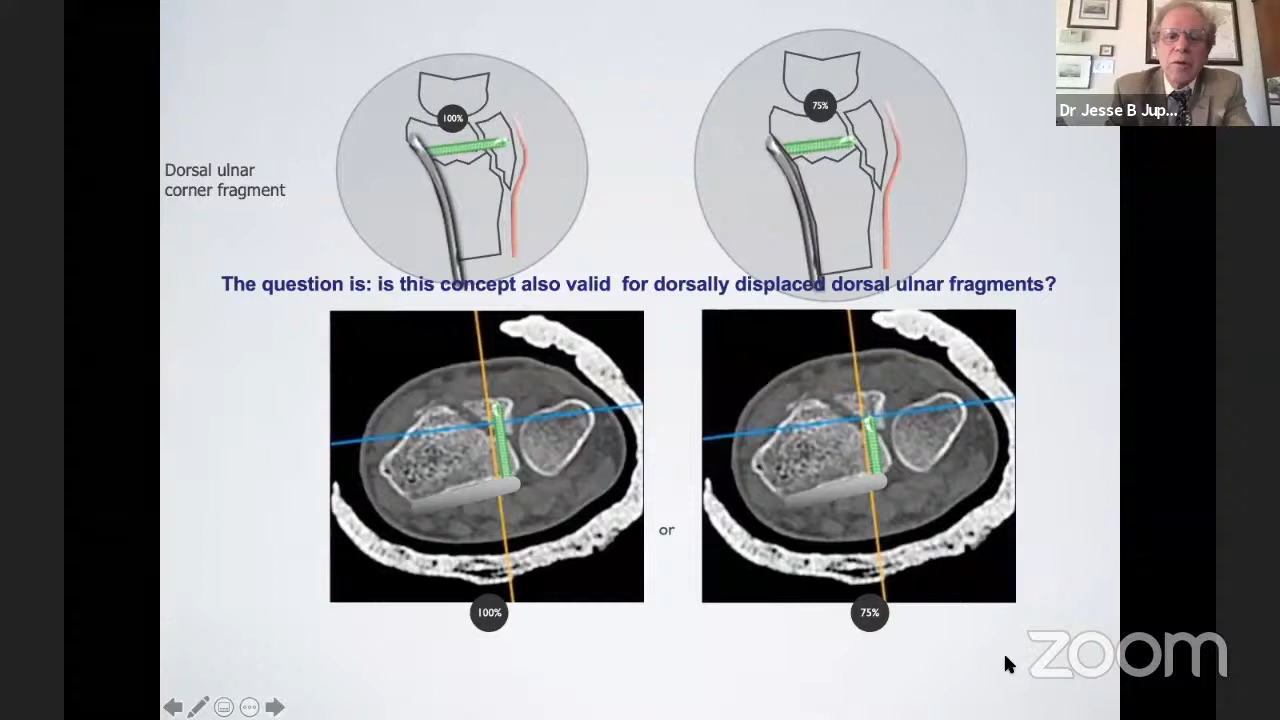 Dr Jesse B Jup...
100%
75%
Dorsal ulnar
corner fragment
The question is: is this concept also valid for dorsally displaced dorsal ulnar fragments?
or
100%
75%
zoom